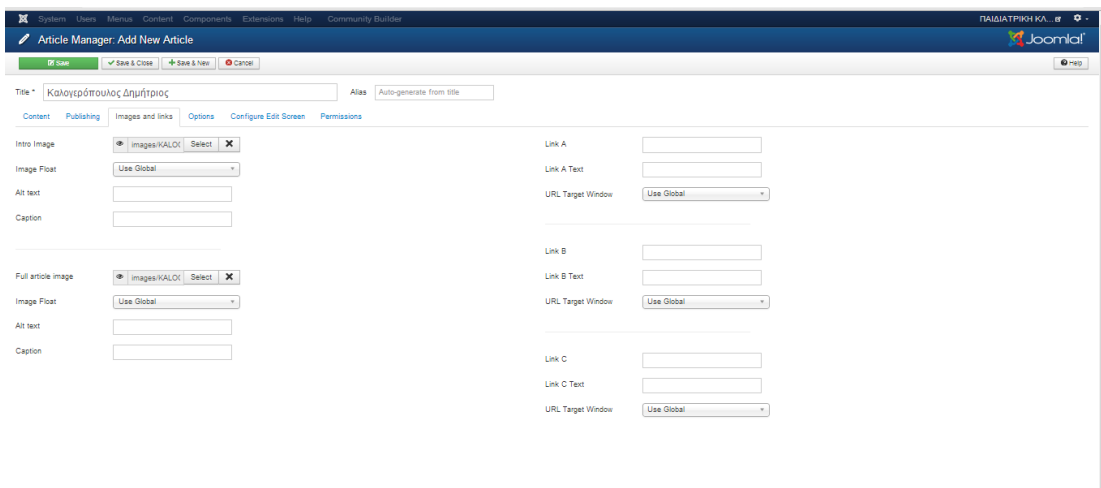 System Users Menus Content Components Extensions Help Community Builder ΠΑΙΔΙΑΤΡΙΚΗ ΚΛ...
Article Manager: Add New Article Joomla!
Save Save & Close Save & New Cancel Help
Title * Καλογερόπουλος Δημήτριος Alias Auto-generate from title
Content Publishing Images and links Options Configure Edit Screen Permissions
Intro Image images/KALO( Select Link A
Image Float Use Global Link A Text
Alt text URL Target Window Use Global
Caption
Link B
Full article image images/KALO( Select Link B Text
Image Float Use Global URL Target Window Use Global
Alt text
Caption Link C
Link C Text
URL Target Window Use Global